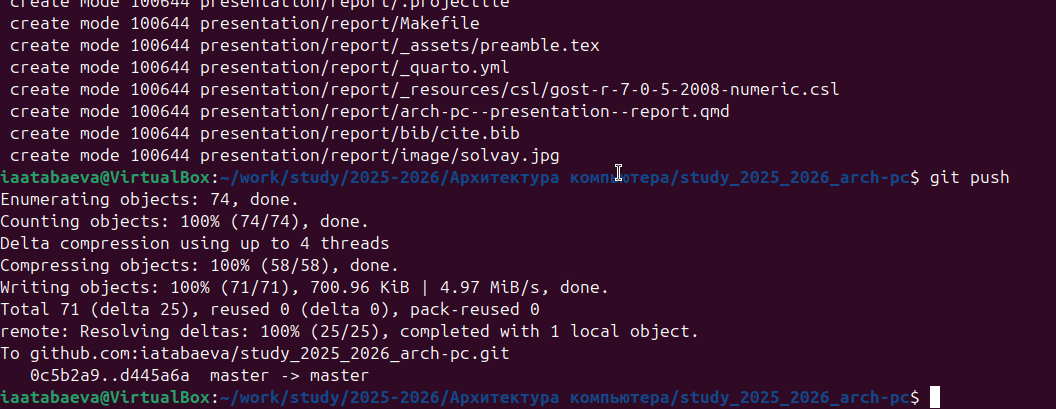 create mode 100644 presentation/report/.projectile
create mode 100644 presentation/report/Makefile
create mode 100644 presentation/report/_assets/preamble.tex
create mode 100644 presentation/report/_quarto.yml
create mode 100644 presentation/report/_resources/csl/gost-r-7-0-5-2008-numeric.csl
create mode 100644 presentation/report/arch-pc--presentation--report.qmd
create mode 100644 presentation/report/bib/cite.bib
create mode 100644 presentation/report/image/solvay.jpg
iaatabaeva@VirtualBox:~/work/study/2025-2026/Архитектура компьютера/study_2025_2026_arch-pc$ git push
Enumerating objects: 74, done.
Counting objects: 100% (74/74), done.
Delta compression using up to 4 threads
Compressing objects: 100% (58/58), done.
Writing objects: 100% (71/71), 700.96 KiB | 4.97 MiB/s, done.
Total 71 (delta 25), reused 0 (delta 0), pack-reused 0
remote: Resolving deltas: 100% (25/25), completed with 1 local object.
To github.com:iatabaeva/study_2025_2026_arch-pc.git
   0c5b2a9..d445a6a  master -> master
iaatabaeva@VirtualBox:~/work/study/2025-2026/Архитектура компьютера/study_2025_2026_arch-pc$